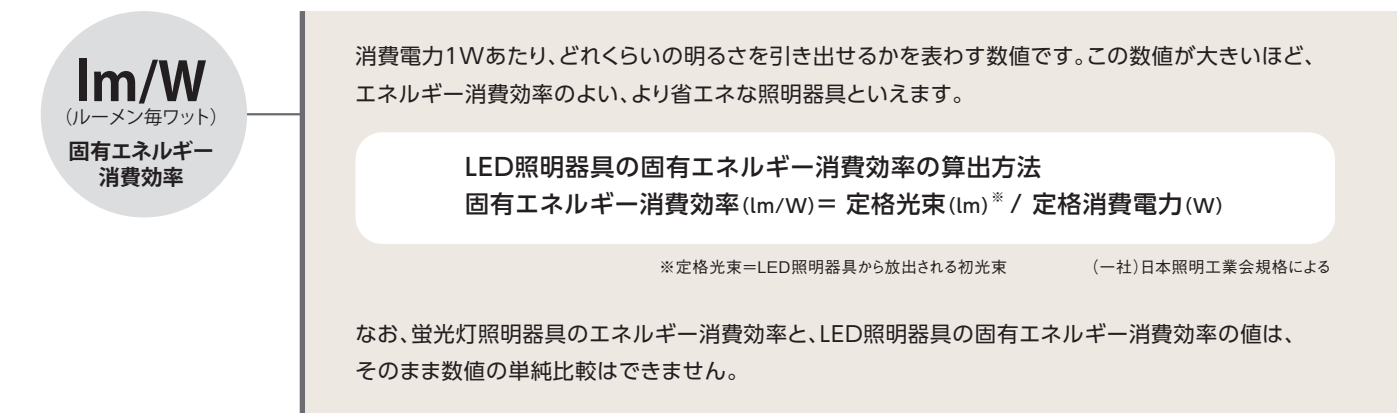 lm/W
（ルーメン毎ワット）
固有エネルギー
消費効率
消費電力1Wあたり、どれくらいの明るさを引き出せるかを表わす数値です。この数値が大きいほど、
エネルギー消費効率のよい、より省エネな照明器具といえます。
LED照明器具の固有エネルギー消費効率の算出方法
固有エネルギー消費効率(lm/W)＝ 定格光束(lm)※ / 定格消費電力(W)
※定格光束＝LED照明器具から放出される初光束　（一社）日本照明工業会規格による
なお、蛍光灯照明器具のエネルギー消費効率と、LED照明器具の固有エネルギー消費効率の値は、
そのまま数値の単純比較はできません。